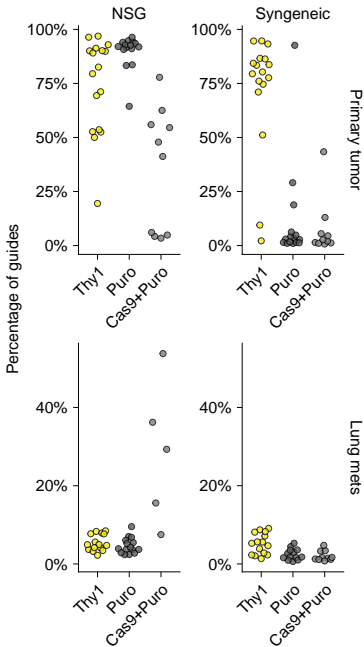 NSG
Syngeneic
100%
75%
50%
25%
0%
100%
75%
50%
25%
0%
Primary tumor
Thy1
Puro
Cas9+Puro
Thy1
Puro
Cas9+Puro
Percentage of guides
40%
20%
0%
40%
20%
0%
Lung mets
Thy1
Puro
Cas9+Puro
Thy1
Puro
Cas9+Puro